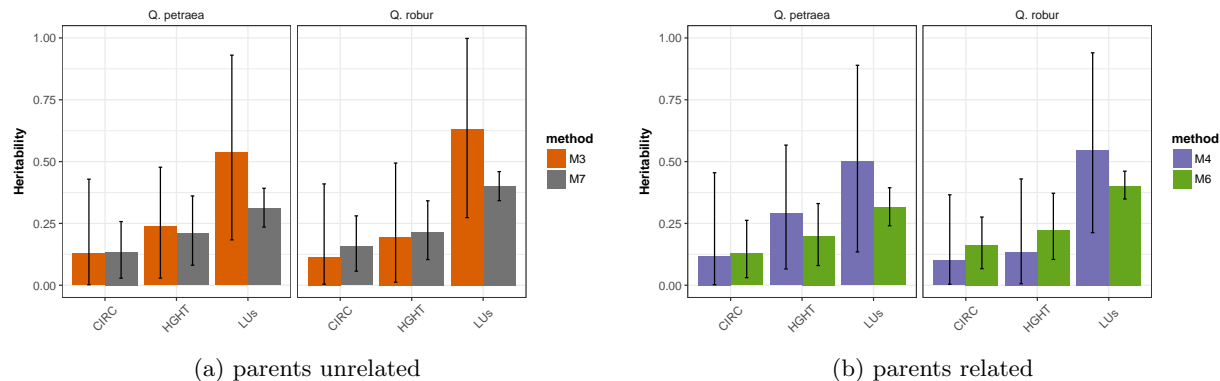 Q. petraea
Q. robur
1.00
0.75
0.50
0.25
0.00
Heritability
CIRC
HGHT
LUs
CIRC
HGHT
LUs
method
M3
M7
(a) parents unrelated
Q. petraea
Q. robur
1.00
0.75
0.50
0.25
0.00
Heritability
CIRC
HGHT
LUs
CIRC
HGHT
LUs
method
M4
M6
(b) parents related